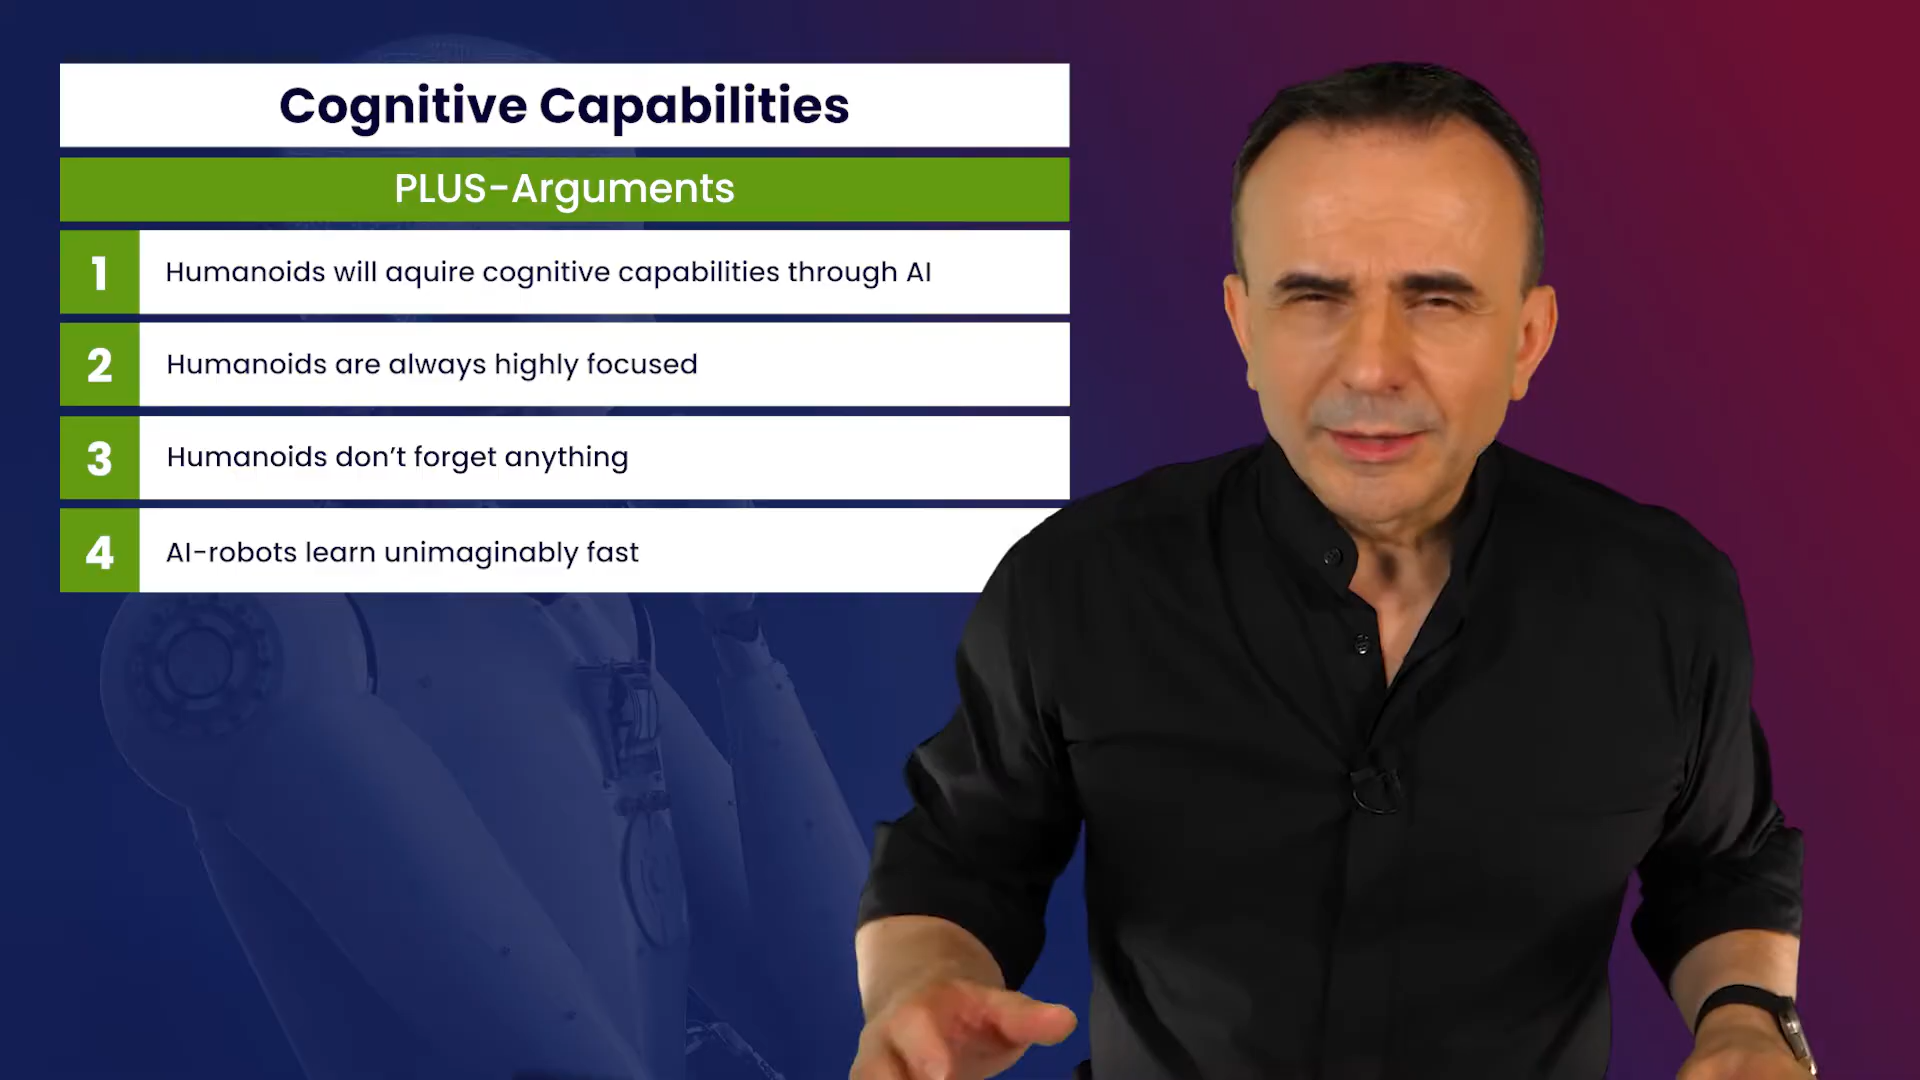 Cognitive Capabilities
PLUS-Arguments
1 Humanoids will aquire cognitive capabilities through AI
2 Humanoids are always highly focused
3 Humanoids don’t forget anything
4 AI-robots learn unimaginably fast